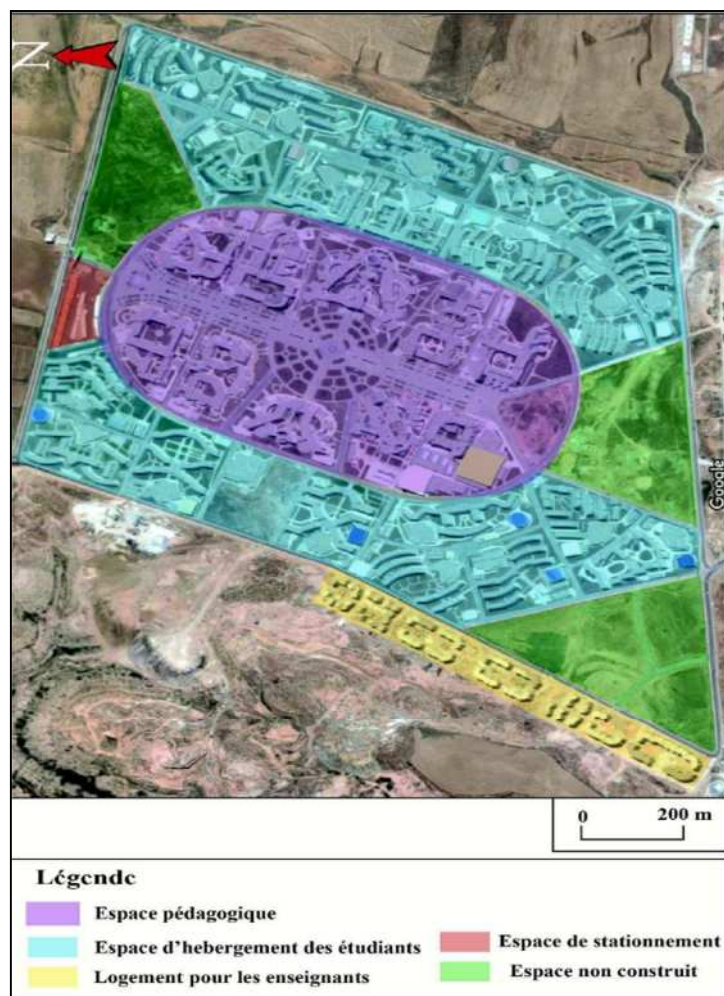 N
Google
0 200 m
Légende
Espace pédagogique
Espace d’hebergement des étudiants
Logement pour les enseignants
Espace de stationnement
Espace non construit